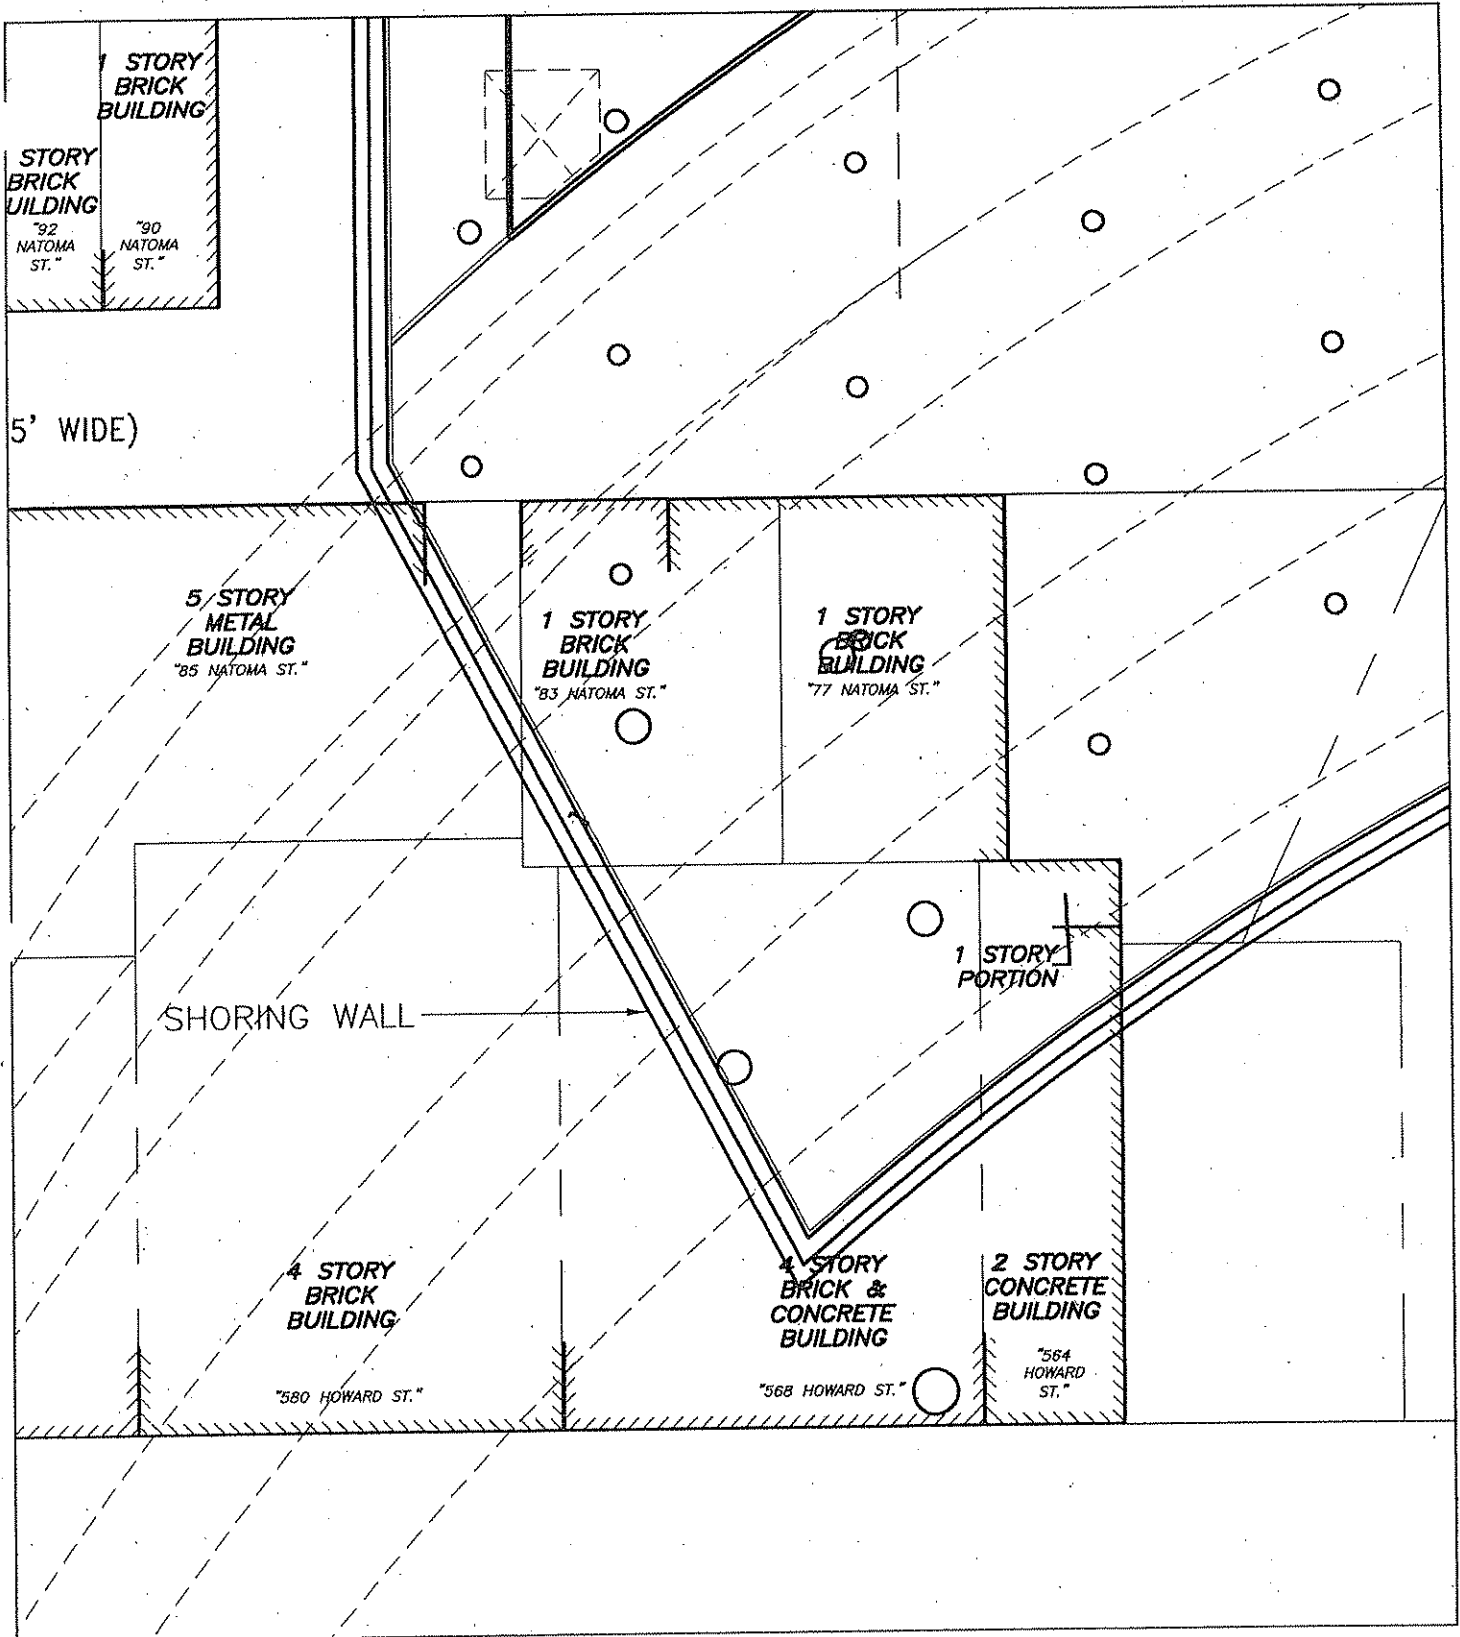 1 STORY
BRICK
BUILDING
STORY
BRICK
UILDING
"92
NATOMA
ST."
"90
NATOMA
ST."
5' WIDE)
5 STORY
METAL
BUILDING
"85 NATOMA ST."
1 STORY
BRICK
BUILDING
"83 NATOMA ST."
1 STORY
BRICK
BUILDING
"77 NATOMA ST."
1 STORY
PORTION
SHORING WALL
4 STORY
BRICK
BUILDING
"580 HOWARD ST."
4 STORY
BRICK &
CONCRETE
BUILDING
"568 HOWARD ST."
2 STORY
CONCRETE
BUILDING
"564
HOWARD
ST."